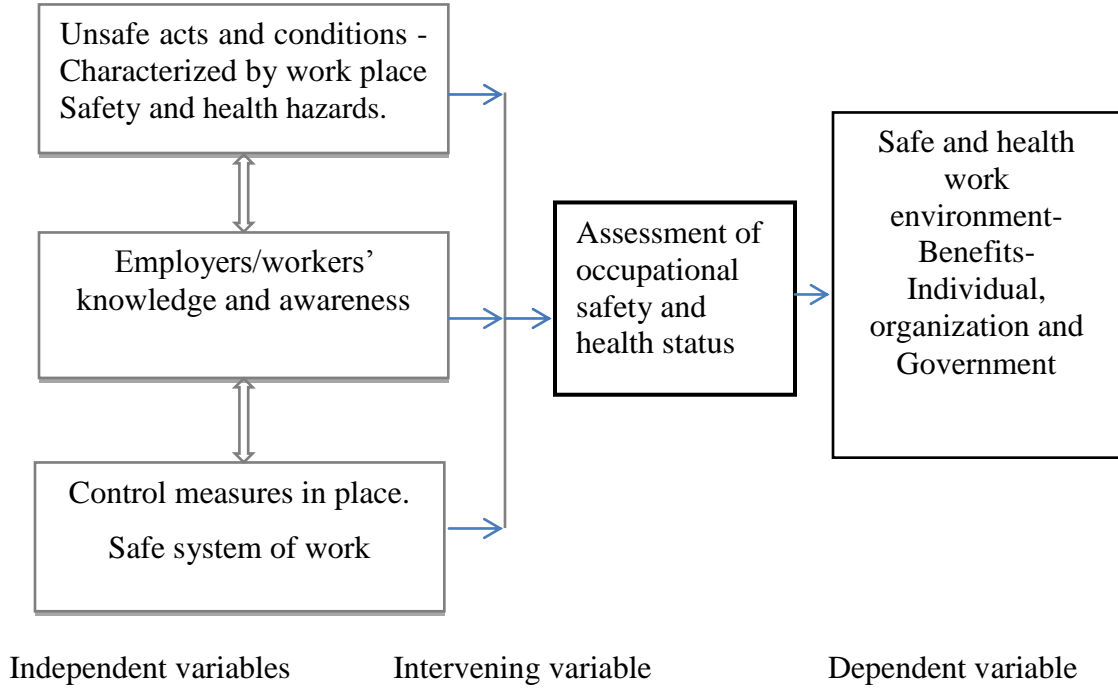 Unsafe acts and conditions -
Characterized by work place
Safety and health hazards.
Employers/workers’
knowledge and awareness
Control measures in place.
Safe system of work
Assessment of
occupational
safety and
health status
Safe and health
work
environment-
Benefits-
Individual,
organization and
Government
Independent variables
Intervening variable
Dependent variable